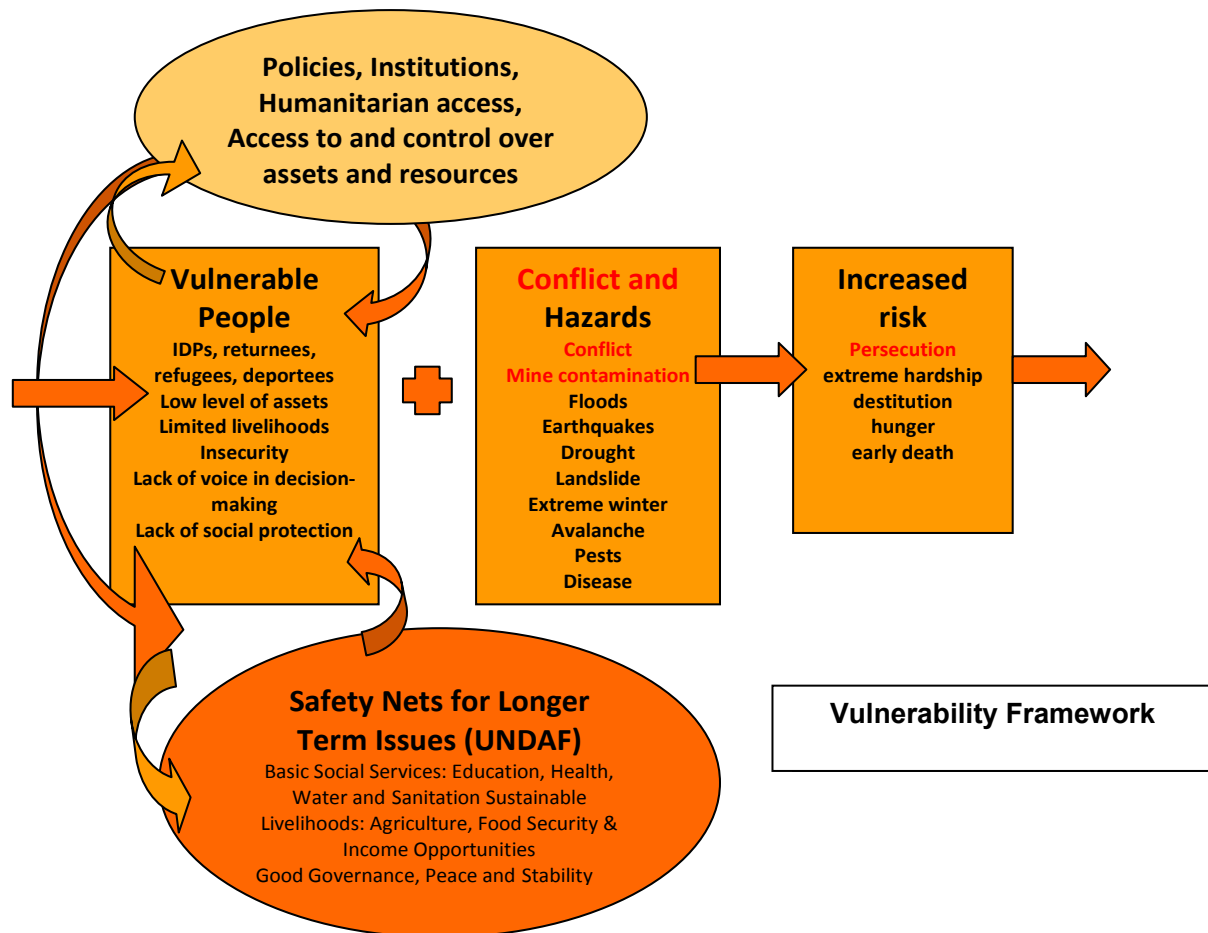 Policies, Institutions,
Humanitarian access,
Access to and control over
assets and resources
Vulnerable
People
IDPs, returnees,
refugees, deportees
Low level of assets
Limited livelihoods
Insecurity
Lack of voice in decision-
making
Lack of social protection
Conflict and
Hazards
Conflict
Mine contamination
Floods
Earthquakes
Drought
Landslide
Extreme winter
Avalanche
Pests
Disease
Increased
risk
Persecution
extreme hardship
destitution
hunger
early death
Safety Nets for Longer
Term Issues (UNDAF)
Basic Social Services: Education, Health,
Water and Sanitation Sustainable
Livelihoods: Agriculture, Food Security &
Income Opportunities
Good Governance, Peace and Stability
Vulnerability Framework